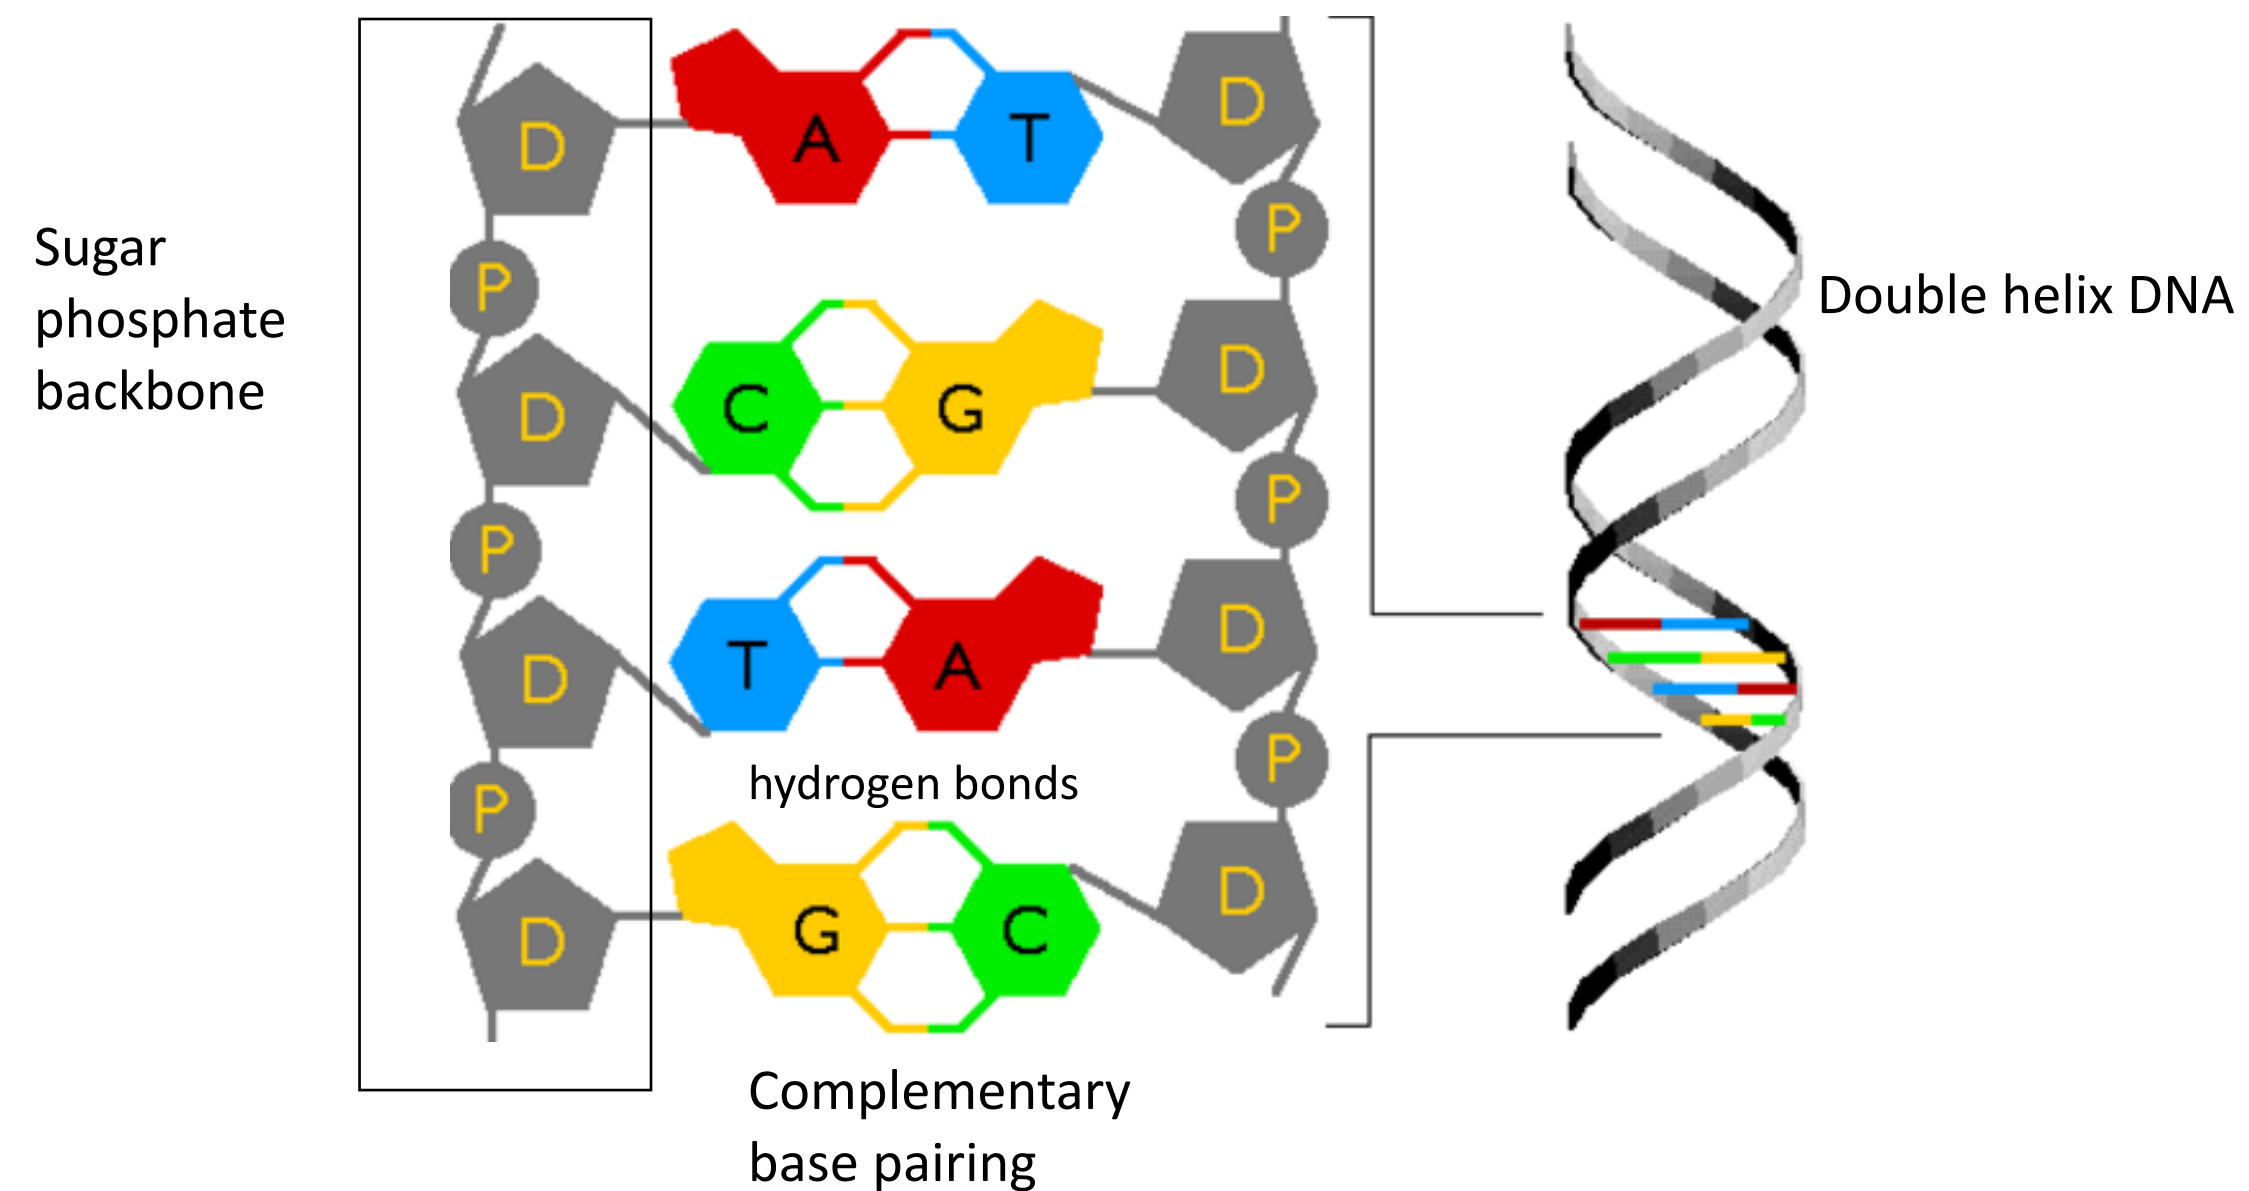 Sugar
phosphate
backbone
D A T D
P P
D C G D
P P
D T A D
hydrogen bonds
P P
D G C D
Complementary
base pairing
Double helix DNA